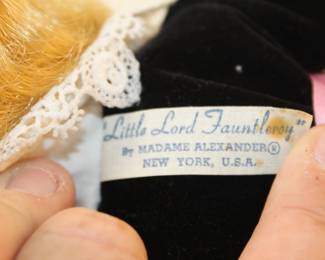 "Little Lord Fauntleroy"
By MADAME ALEXANDER®
NEW YORK, U.S.A.